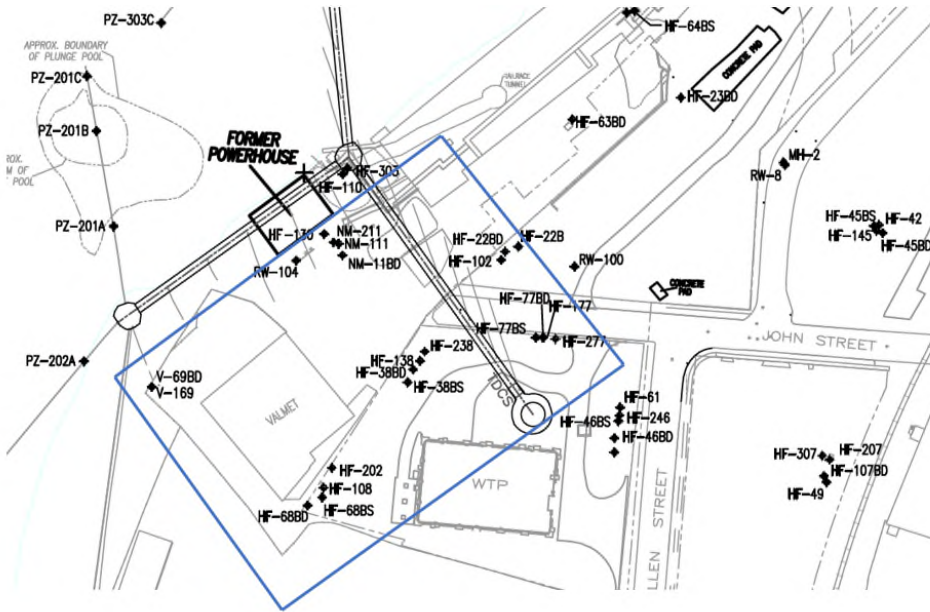 PZ-303C
HF-64BS
APPROX. BOUNDARY
OF PLUNGE POOL
PZ-201C
CONCRETE PAD
TUNNEL
HF-23BD
PZ-201B
HF-63BD
FORMER
POWERHOUSE
POOL
MH-2
RW-8
HF-303
HF-110
PZ-201A
HF-130
NM-211
NM-111
NM-11BD
RW-104
HF-22BD
HF-22B
HF-102
RW-100
HF-45BS
HF-42
HF-145
HF-45BD
CONCRETE
PAD
HF-77BD
HF-177
HF-77BS
HF-277
JOHN STREET
PZ-202A
HF-238
HF-138
HF-38BD
HF-38BS
V-69BD
V-169
VALMET
IDCS
HF-61
HF-246
HF-46BS
HF-46BD
HF-307
HF-207
HF-107BD
HF-49
HF-202
HF-108
HF-68BS
HF-68BD
WTP
LLEN STREET